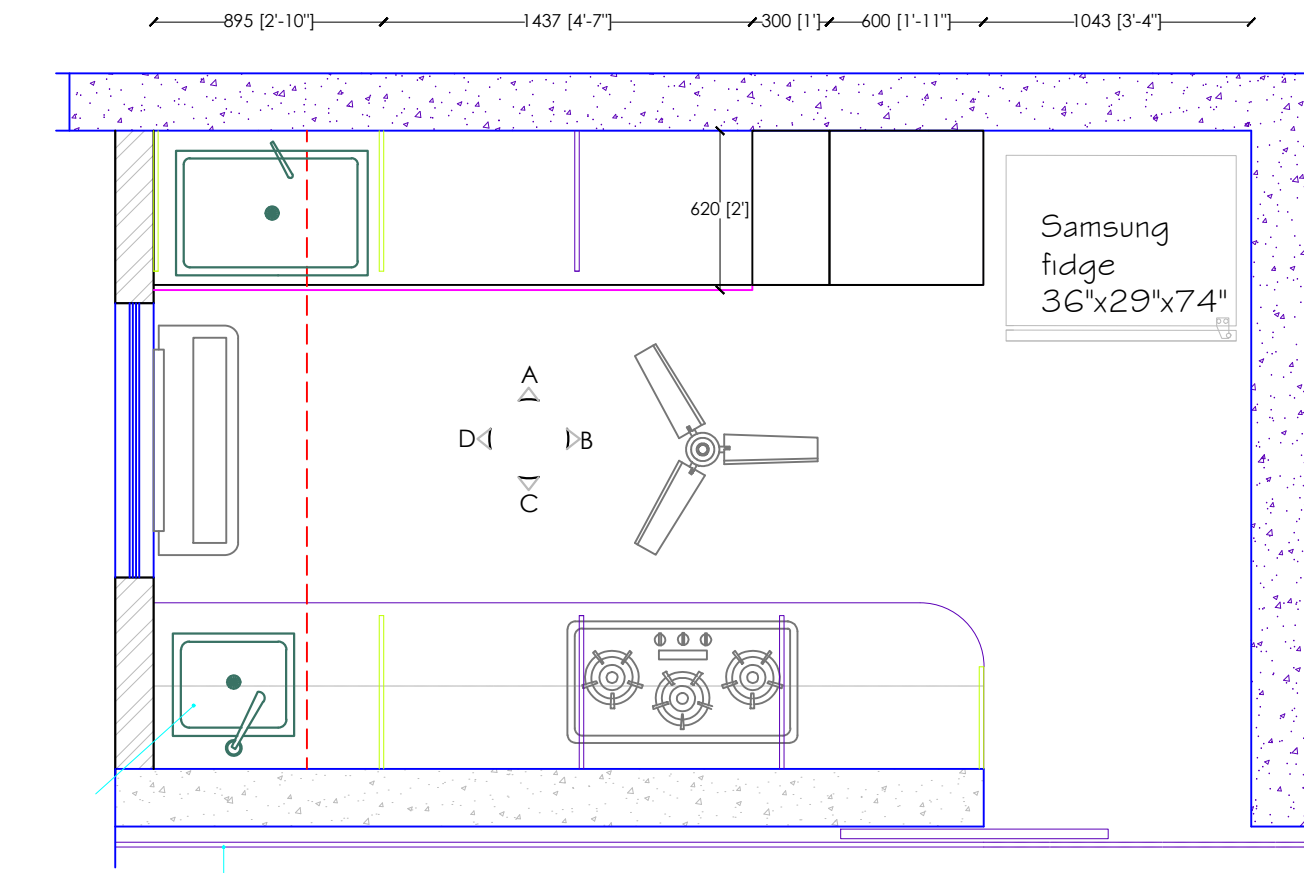 895 [2'-10"] 1437 [4'-7"] 300 [1'] 600 [1'-11"] 1043 [3'-4"]
620 [2']
Samsung
fidge
36"x29"x74"
A
D B
C